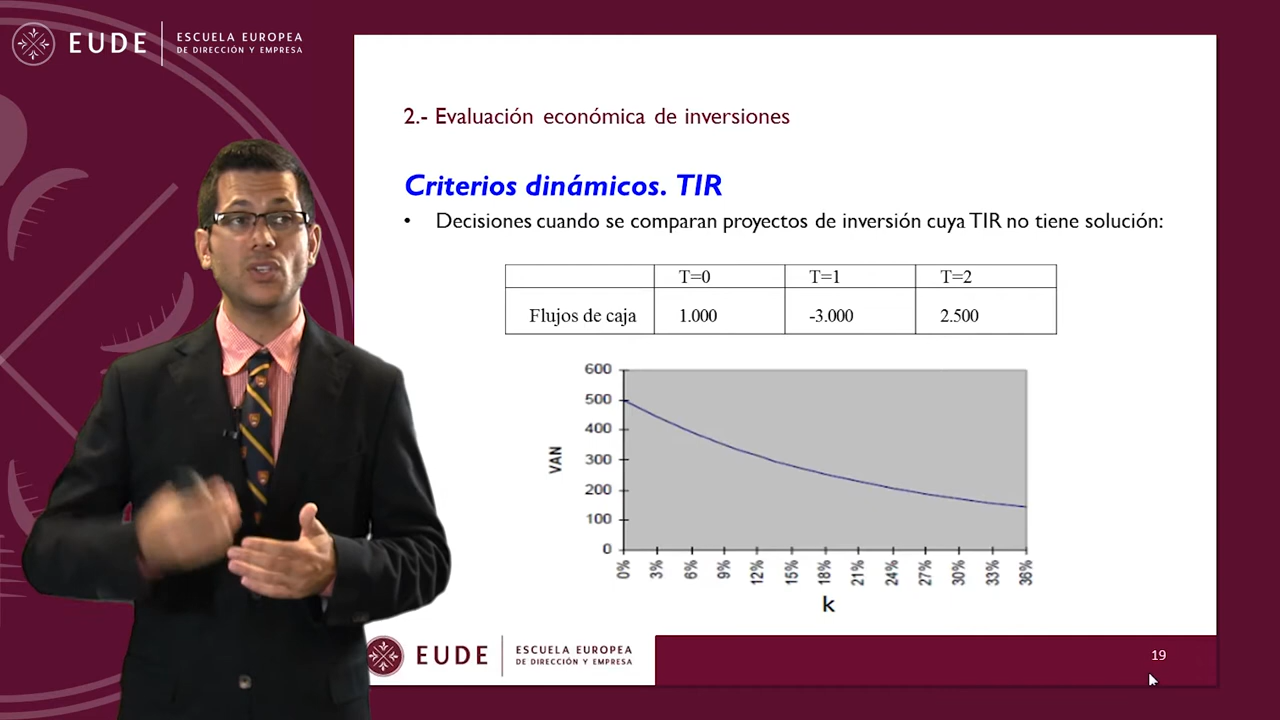 EUDE
ESCUELA EUROPEA
DE DIRECCIÓN Y EMPRESA
2.- Evaluación económica de inversiones
Criterios dinámicos. TIR
• Decisiones cuando se comparan proyectos de inversión cuya TIR no tiene solución:
T=0 T=1 T=2
Flujos de caja 1.000 -3.000 2.500
600
500
400
300
200
100
0
VAN
0% 3% 6% 9% 12% 15% 18% 21% 24% 27% 30% 33% 36%
k
EUDE
ESCUELA EUROPEA
DE DIRECCIÓN Y EMPRESA
19